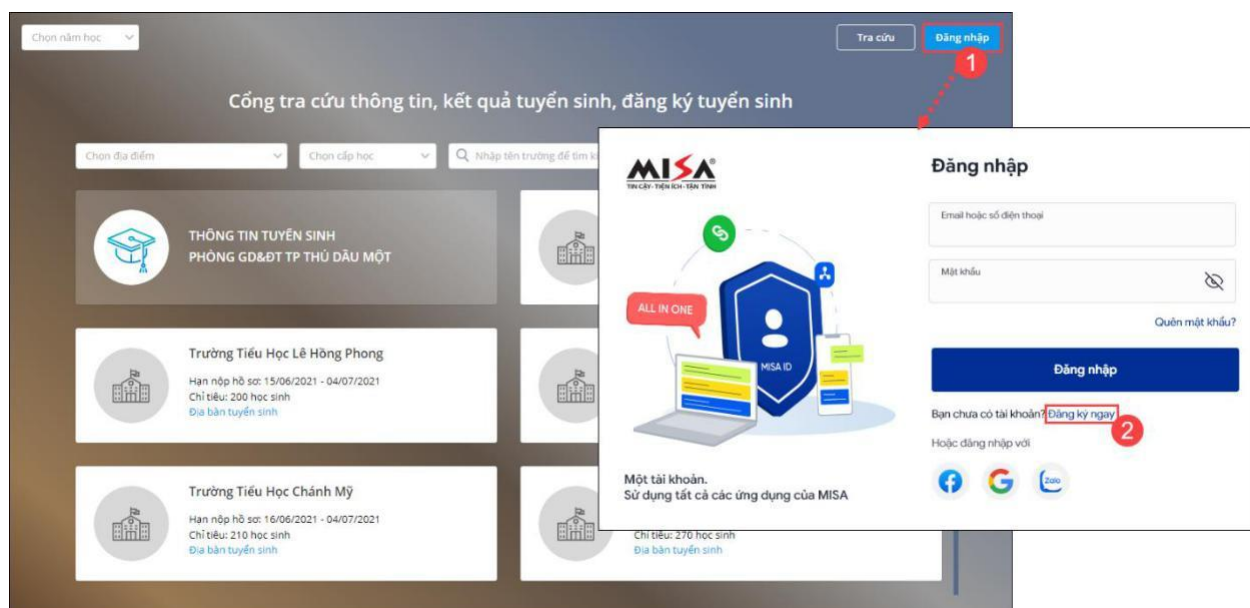 Chọn năm học
Tra cứu
Đăng nhập
1
Cổng tra cứu thông tin, kết quả tuyển sinh, đăng ký tuyển sinh
Chọn địa điểm
Chọn cấp học
Nhập tên trường để tìm
THÔNG TIN TUYỂN SINH
PHÒNG GD&ĐT TP THỦ DẦU MỘT
Trường Tiểu Học Lê Hồng Phong
Hạn nộp hồ sơ: 15/06/2021 - 04/07/2021
Chỉ tiêu: 200 học sinh
Địa bàn tuyển sinh
Trường Tiểu Học Chánh Mỹ
Hạn nộp hồ sơ: 16/06/2021 - 04/07/2021
Chỉ tiêu: 210 học sinh
Địa bàn tuyển sinh
Chỉ tiêu: 270 học sinh
Địa bàn tuyển sinh
MISA®
TIN CẬY - TIỆN ÍCH - TẬN TÌNH
ALL IN ONE
MISA ID
Một tài khoản.
Sử dụng tất cả các ứng dụng của MISA
Đăng nhập
Email hoặc số điện thoại
Mật khẩu
Quên mật khẩu?
Đăng nhập
Bạn chưa có tài khoản? Đăng ký ngay
2
Hoặc đăng nhập với
Zalo